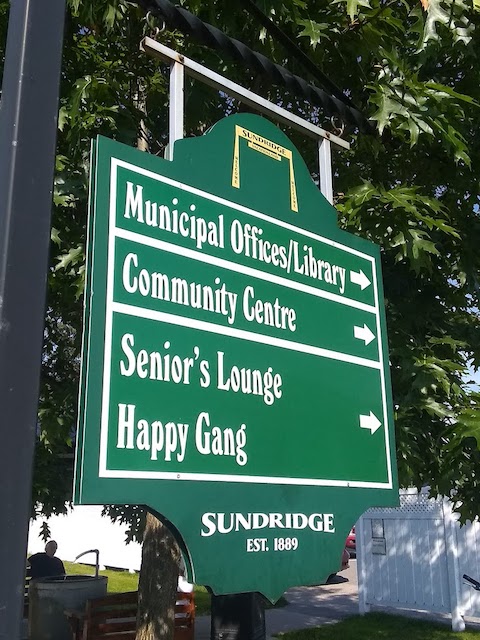 SUNDRIDGE
Municipal Offices/Library
Community Centre
Senior's Lounge
Happy Gang
SUNDRIDGE
EST. 1889